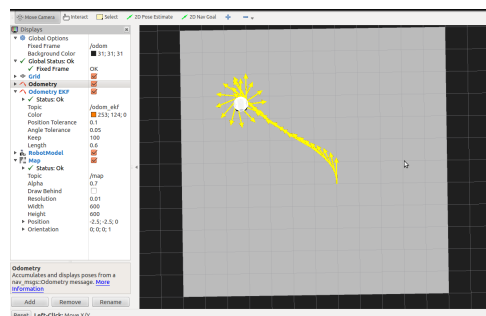 Move Camera Interact Select 2D Pose Estimate 2D Nav Goal
Displays
Global Options
Fixed Frame /odom
Background Color 31; 31; 31
Global Status: Ok
Fixed Frame OK
Grid
Odometry
Odometry EKF
Status: Ok
Topic /odom_ekf
Color 253; 124; 0
Position Tolerance 0.1
Angle Tolerance 0.05
Keep 100
Length 0.6
RobotModel
Map
Status: Ok
Topic /map
Alpha 0.7
Draw Behind
Resolution 0.01
Width 600
Height 600
Position -2.5; -2.5; 0
Orientation 0; 0; 0; 1
Odometry
Accumulates and displays poses from a
nav_msgs::Odometry message. More
Information
Add Remove Rename
Reset Left-Click: Move X/Y.